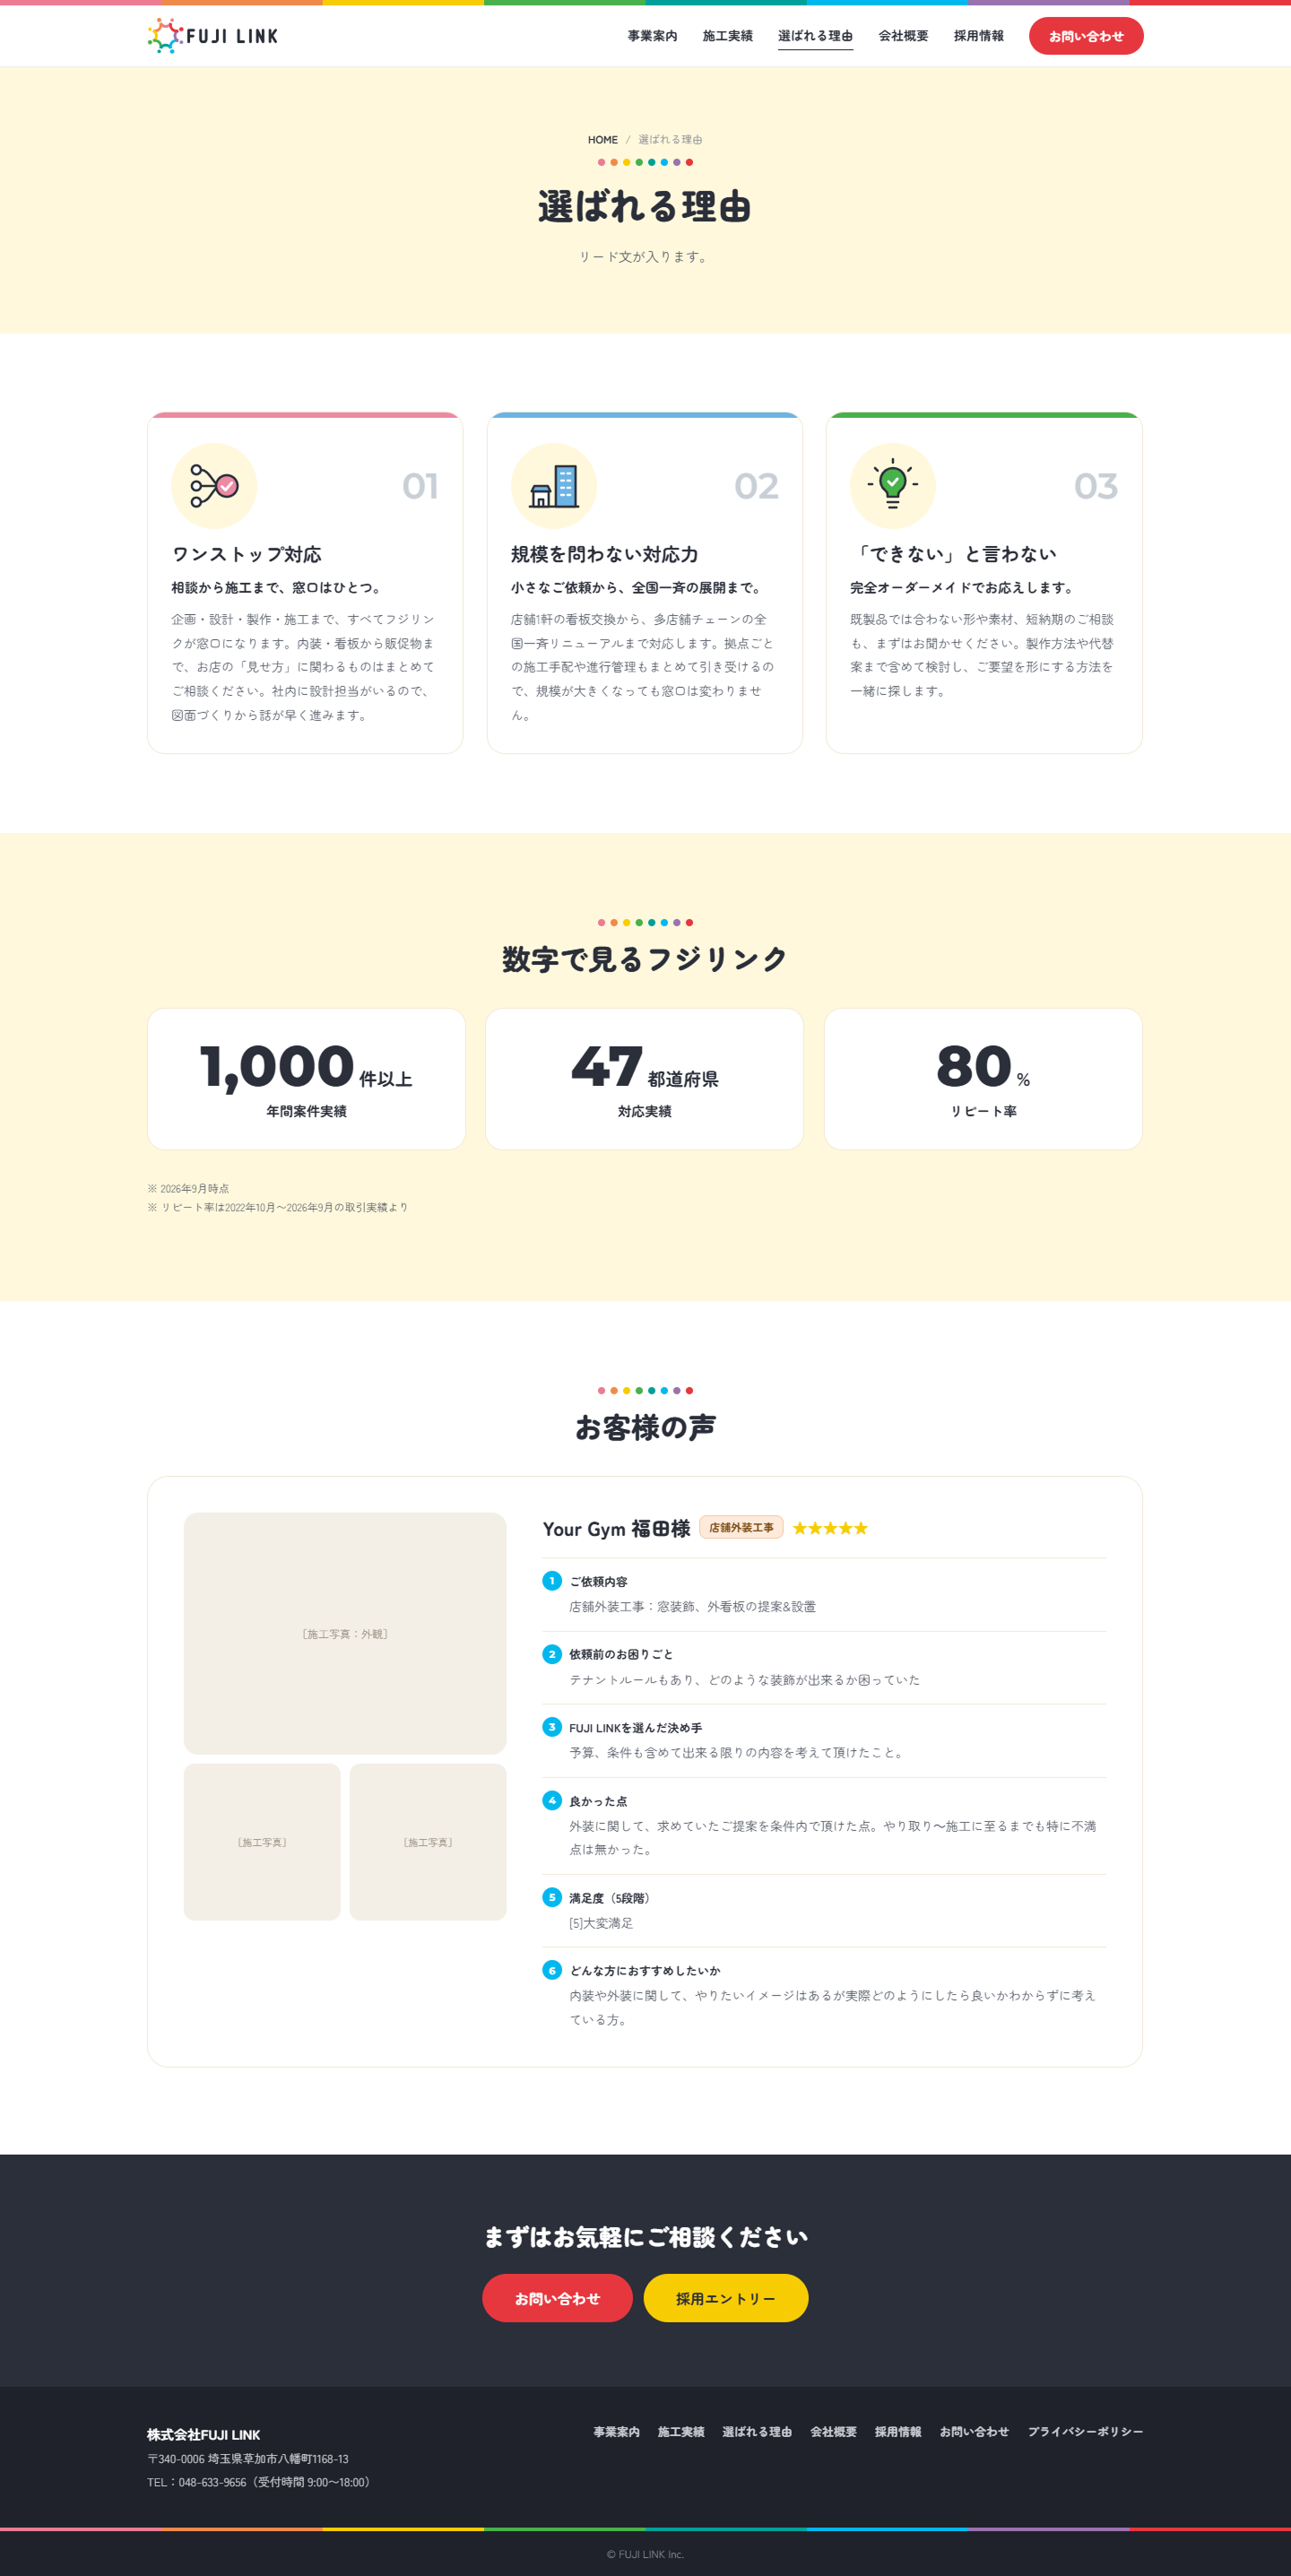 FUJI LINK
事業案内 施工実績 選ばれる理由 会社概要 採用情報 お問い合わせ
HOME / 選ばれる理由
選ばれる理由
リード文が入ります。
01
ワンストップ対応
相談から施工まで、窓口はひとつ。
企画・設計・製作・施工まで、すべてフジリン
クが窓口になります。内装・看板から販促物ま
で、お店の「見せ方」に関わるものはまとめて
ご相談ください。社内に設計担当がいるので、
図面づくりから話が早く進みます。
02
規模を問わない対応力
小さなご依頼から、全国一斉の展開まで。
店舗1軒の看板交換から、多店舗チェーンの全
国一斉リニューアルまで対応します。拠点ごと
の施工手配や進行管理もまとめて引き受けるの
で、規模が大きくなっても窓口は変わりませ
ん。
03
「できない」と言わない
完全オーダーメイドでお応えします。
既製品では合わない形や素材、短納期のご相談
も、まずはお聞かせください。製作方法や代替
案まで含めて検討し、ご要望を形にする方法を
一緒に探します。
数字で見るフジリンク
1,000 件以上
年間案件実績
47 都道府県
対応実績
80 %
リピート率
※ 2026年9月時点
※ リピート率は2022年10月〜2026年9月の取引実績より
お客様の声
［施工写真：外観］
［施工写真］
［施工写真］
Your Gym 福田様 店舗外装工事 ★★★★★
1 ご依頼内容
店舗外装工事：窓装飾、外看板の提案&設置
2 依頼前のお困りごと
テナントルールもあり、どのような装飾が出来るか困っていた
3 FUJI LINKを選んだ決め手
予算、条件も含めて出来る限りの内容を考えて頂けたこと。
4 良かった点
外装に関して、求めていたご提案を条件内で頂けた点。やり取り〜施工に至るまでも特に不満
点は無かった。
5 満足度（5段階）
[5]大変満足
6 どんな方におすすめしたいか
内装や外装に関して、やりたいイメージはあるが実際どのようにしたら良いかわからずに考え
ている方。
まずはお気軽にご相談ください
お問い合わせ 採用エントリー
株式会社FUJI LINK
〒340-0006 埼玉県草加市八幡町1168-13
TEL：048-633-9656（受付時間 9:00〜18:00）
事業案内 施工実績 選ばれる理由 会社概要 採用情報 お問い合わせ プライバシーポリシー
© FUJI LINK Inc.